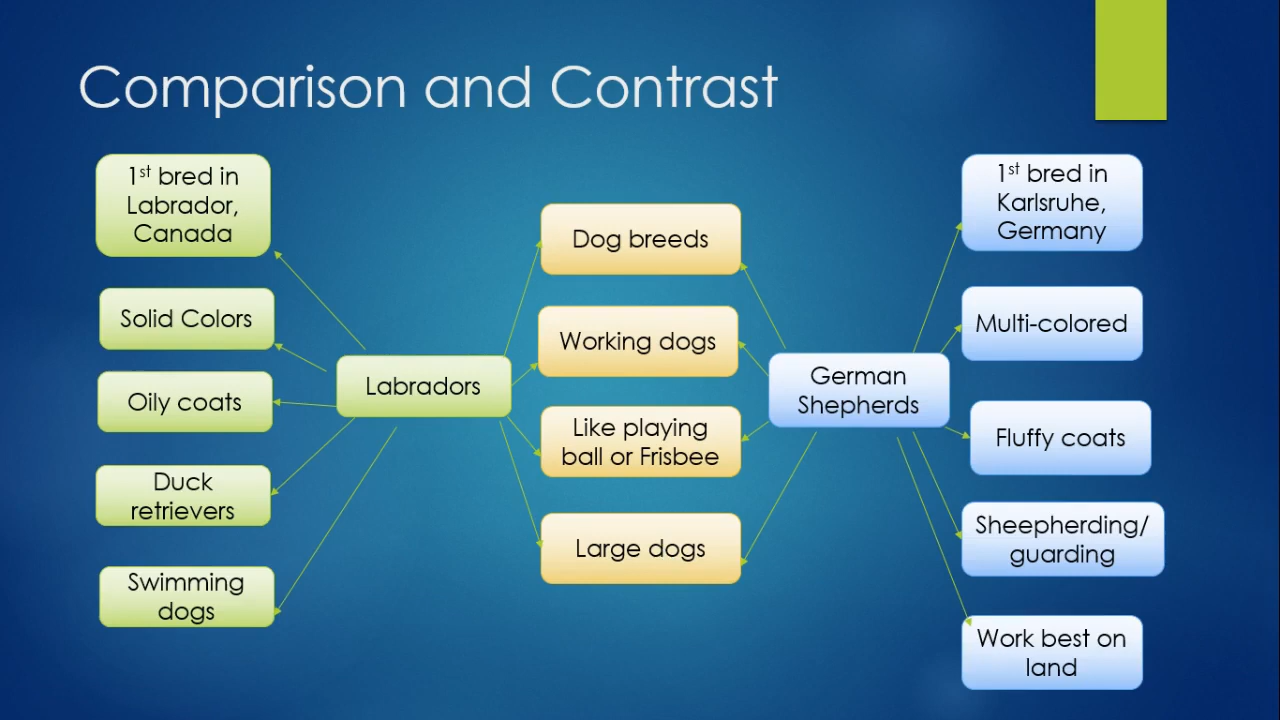 Comparison and Contrast
1st bred in
Labrador,
Canada
Solid Colors
Oily coats
Duck
retrievers
Swimming
dogs
Labradors
Dog breeds
Working dogs
Like playing
ball or Frisbee
Large dogs
German
Shepherds
1st bred in
Karlsruhe,
Germany
Multi-colored
Fluffy coats
Sheepherding/
guarding
Work best on
land